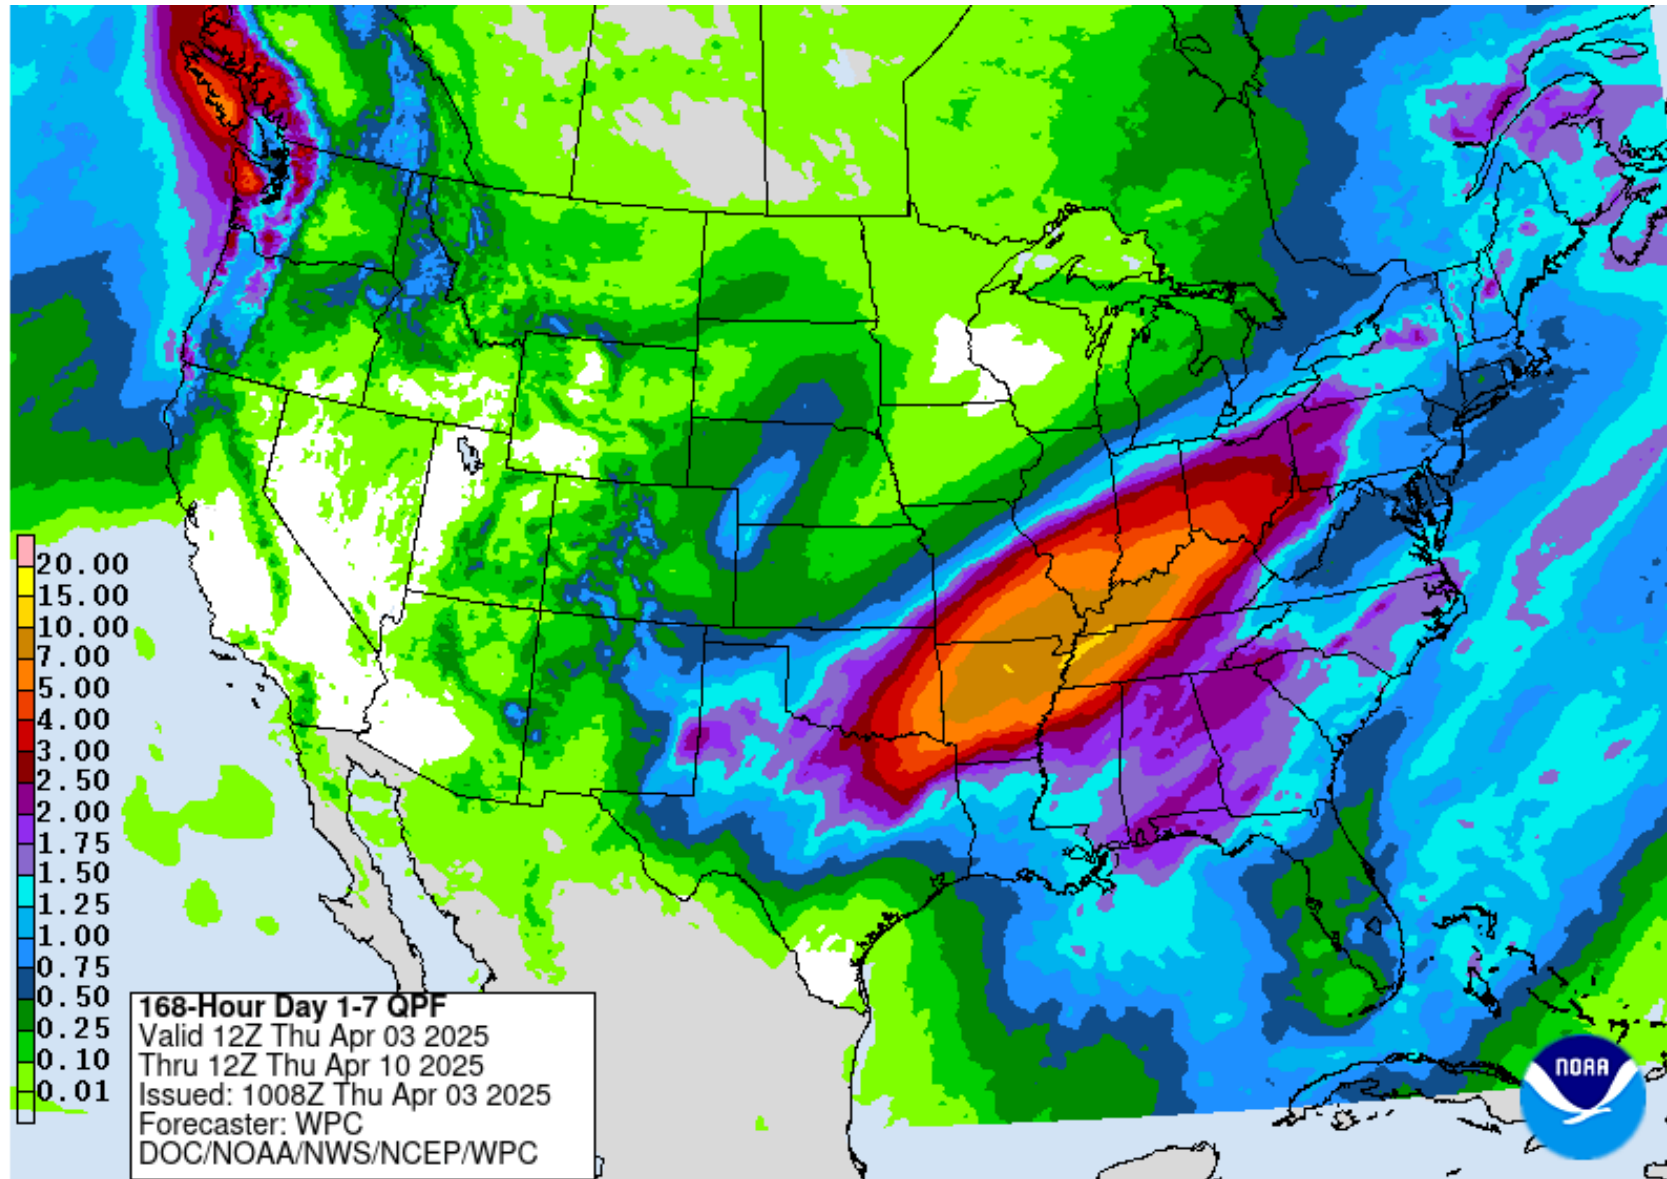 20.00
15.00
10.00
7.00
5.00
4.00
3.00
2.50
2.00
1.75
1.50
1.25
1.00
0.75
0.50
0.25
0.10
0.01
168-Hour Day 1-7 QPF
Valid 12Z Thu Apr 03 2025
Thru 12Z Thu Apr 10 2025
Issued: 1008Z Thu Apr 03 2025
Forecaster: WPC
DOC/NOAA/NWS/NCEP/WPC
NOAA